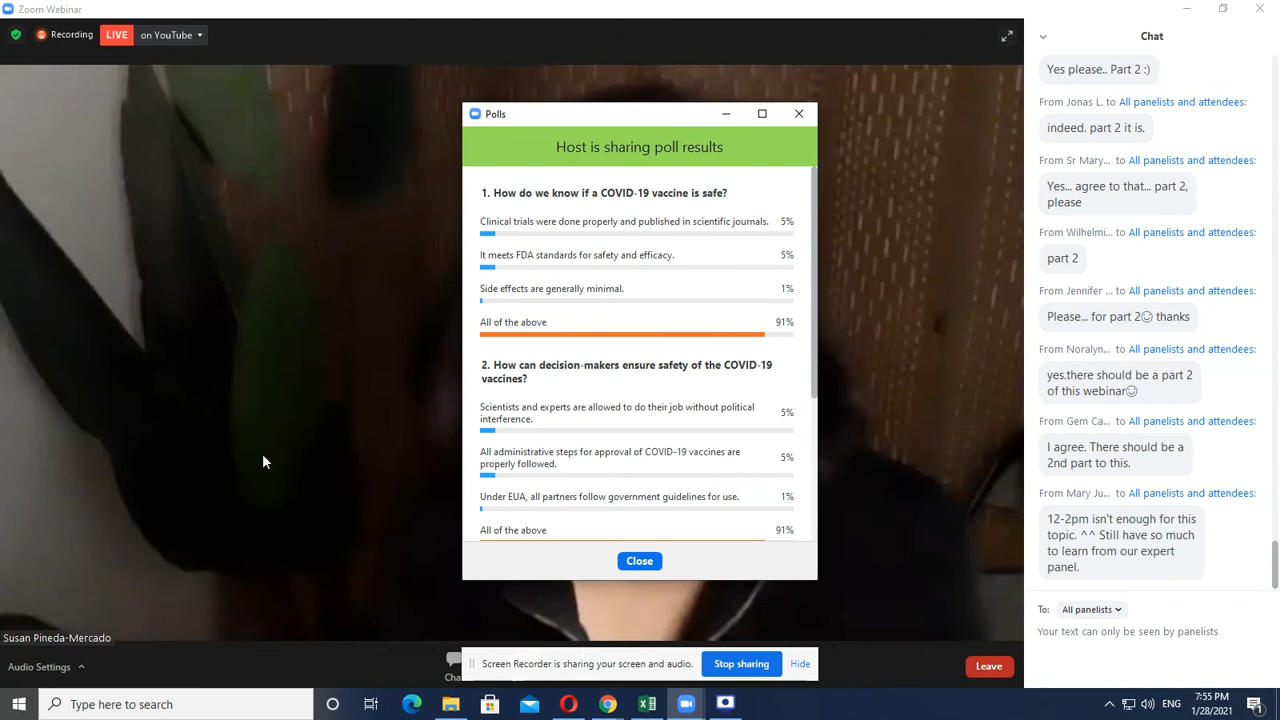 Zoom Webinar
Recording
LIVE
on YouTube
Polls
Host is sharing poll results
1. How do we know if a COVID-19 vaccine is safe?
Clinical trials were done properly and published in scientific journals. 5%
It meets FDA standards for safety and efficacy. 5%
Side effects are generally minimal. 1%
All of the above 91%
2. How can decision-makers ensure safety of the COVID-19
vaccines?
Scientists and experts are allowed to do their job without political
interference. 5%
All administrative steps for approval of COVID-19 vaccines are
properly followed. 5%
Under EUA, all partners follow government guidelines for use. 1%
All of the above 91%
Close
Susan Pineda-Mercado
Audio Settings
Screen Recorder is sharing your screen and audio. Stop sharing Hide
Leave
Chat
Yes please.. Part 2 :)
From Jonas L. to All panelists and attendees:
indeed. part 2 it is.
From Sr Mary... to All panelists and attendees:
Yes... agree to that... part 2,
please
From Wilhelmi... to All panelists and attendees:
part 2
From Jennifer ... to All panelists and attendees:
Please... for part 2☺ thanks
From Noralyn... to All panelists and attendees:
yes.there should be a part 2
of this webinar☺
From Gem Ca... to All panelists and attendees:
I agree. There should be a
2nd part to this.
From Mary Ju... to All panelists and attendees:
12-2pm isn't enough for this
topic. ^^ Still have so much
to learn from our expert
panel.
To: All panelists
Your text can only be seen by panelists
Type here to search
7:55 PM
1/28/2021